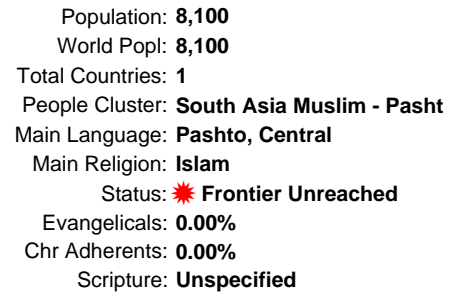 Population: 8,100
World Popl: 8,100
Total Countries: 1
People Cluster: South Asia Muslim - Pasht
Main Language: Pashto, Central
Main Religion: Islam
Status: Frontier Unreached
Evangelicals: 0.00%
Chr Adherents: 0.00%
Scripture: Unspecified